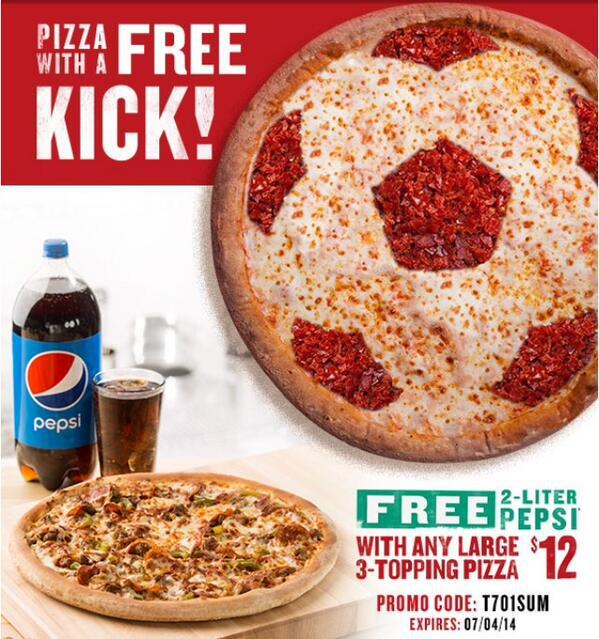 PIZZA
WITH A
FREE
KICK!
pepsi
FREE
2-LITER
PEPSI
WITH ANY LARGE
3-TOPPING PIZZA
$12
PROMO CODE: T701SUM
EXPIRES: 07/04/14